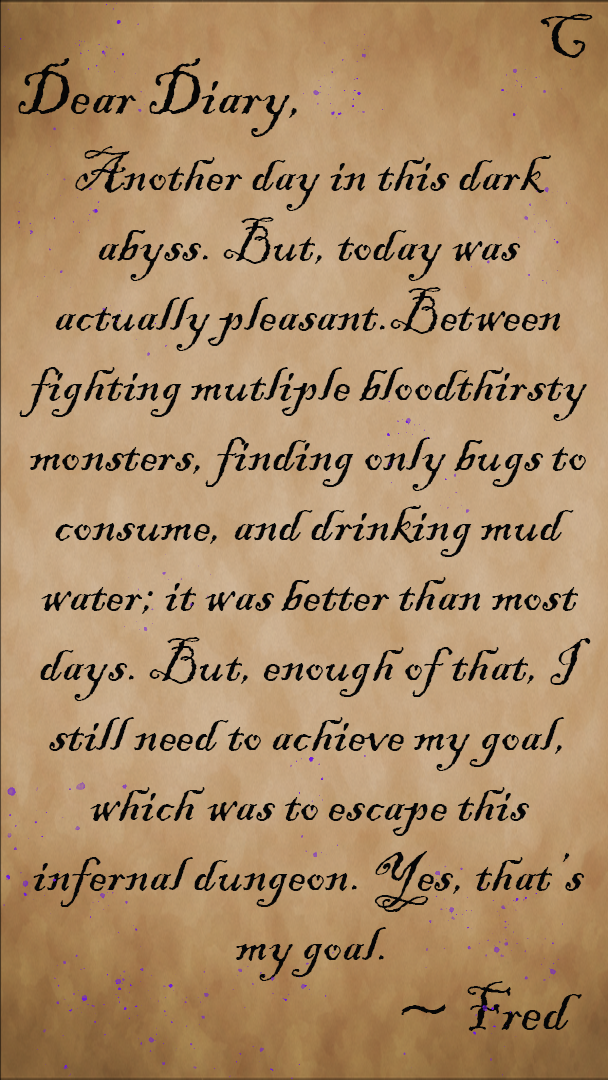 C
Dear Diary,
Another day in this dark
abyss. But, today was
actually pleasant. Between
fighting mutliple bloodthirsty
monsters, finding only bugs to
consume, and drinking mud
water; it was better than most
days. But, enough of that, I
still need to achieve my goal,
which was to escape this
infernal dungeon. Yes, that's
my goal.
~ Fred